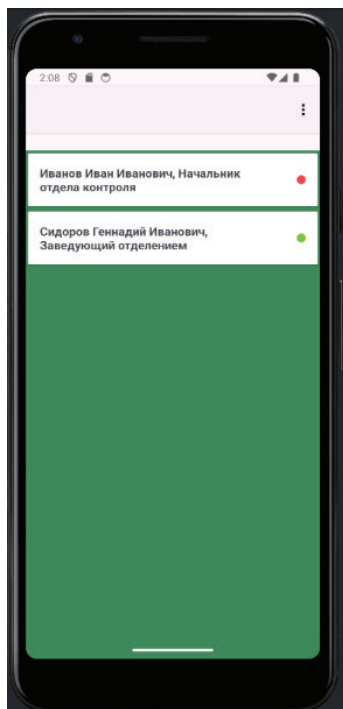 2:08
Иванов Иван Иванович, Начальник
отдела контроля
Сидоров Геннадий Иванович,
Заведующий отделением